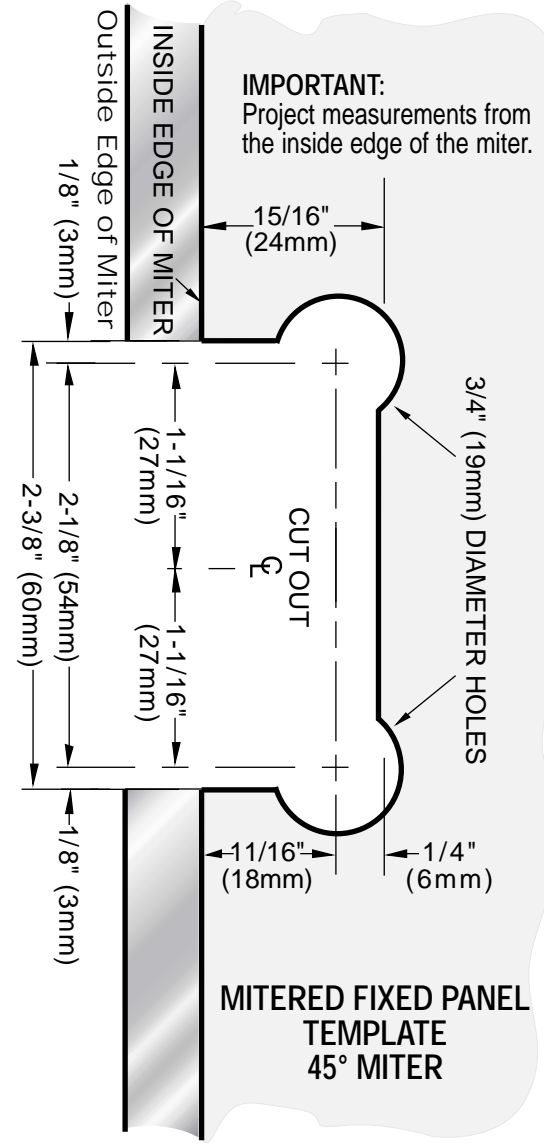 IMPORTANT:
Project measurements from
the inside edge of the miter.
Outside Edge of Miter
INSIDE EDGE OF MITER
15/16"
(24mm)
1/8" (3mm)
3/4" (19mm) DIAMETER HOLES
1-1/16"
(27mm)
CUT OUT
CL
2-1/8" (54mm)
2-3/8" (60mm)
1-1/16"
(27mm)
11/16"
(18mm)
1/4"
(6mm)
1/8" (3mm)
MITERED FIXED PANEL
TEMPLATE
45° MITER